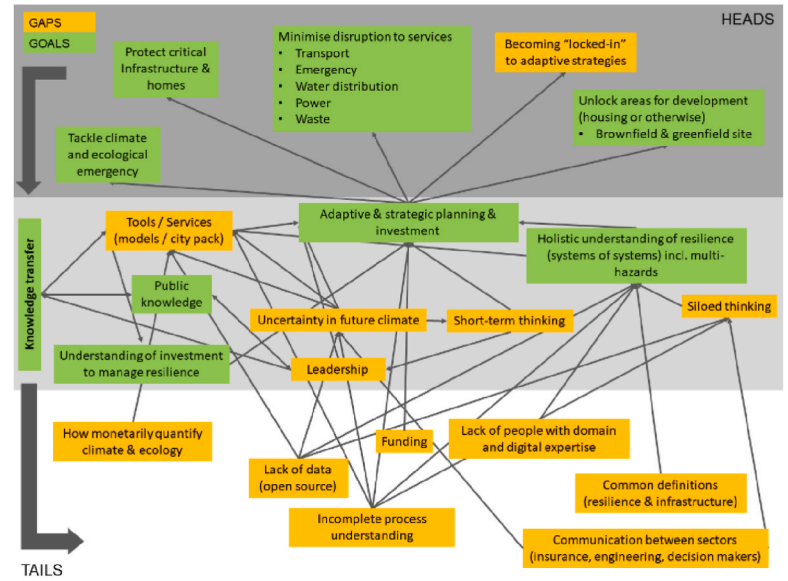 GAPS
GOALS
HEADS
Protect critical
Infrastructure &
homes
Minimise disruption to services
• Transport
• Emergency
• Water distribution
• Power
• Waste
Becoming “locked-in”
to adaptive strategies
Unlock areas for development
(housing or otherwise)
• Brownfield & greenfield site
Tackle climate
and ecological
emergency
Knowledge transfer
Tools / Services
(models / city pack)
Adaptive & strategic planning &
investment
Holistic understanding of resilience
(systems of systems) incl. multi-
hazards
Public
knowledge
Uncertainty in future climate
Short-term thinking
Siloed thinking
Understanding of investment
to manage resilience
Leadership
How monetarily quantify
climate & ecology
Funding
Lack of people with domain
and digital expertise
Lack of data
(open source)
Common definitions
(resilience & infrastructure)
Incomplete process
understanding
Communication between sectors
(insurance, engineering, decision makers)
TAILS